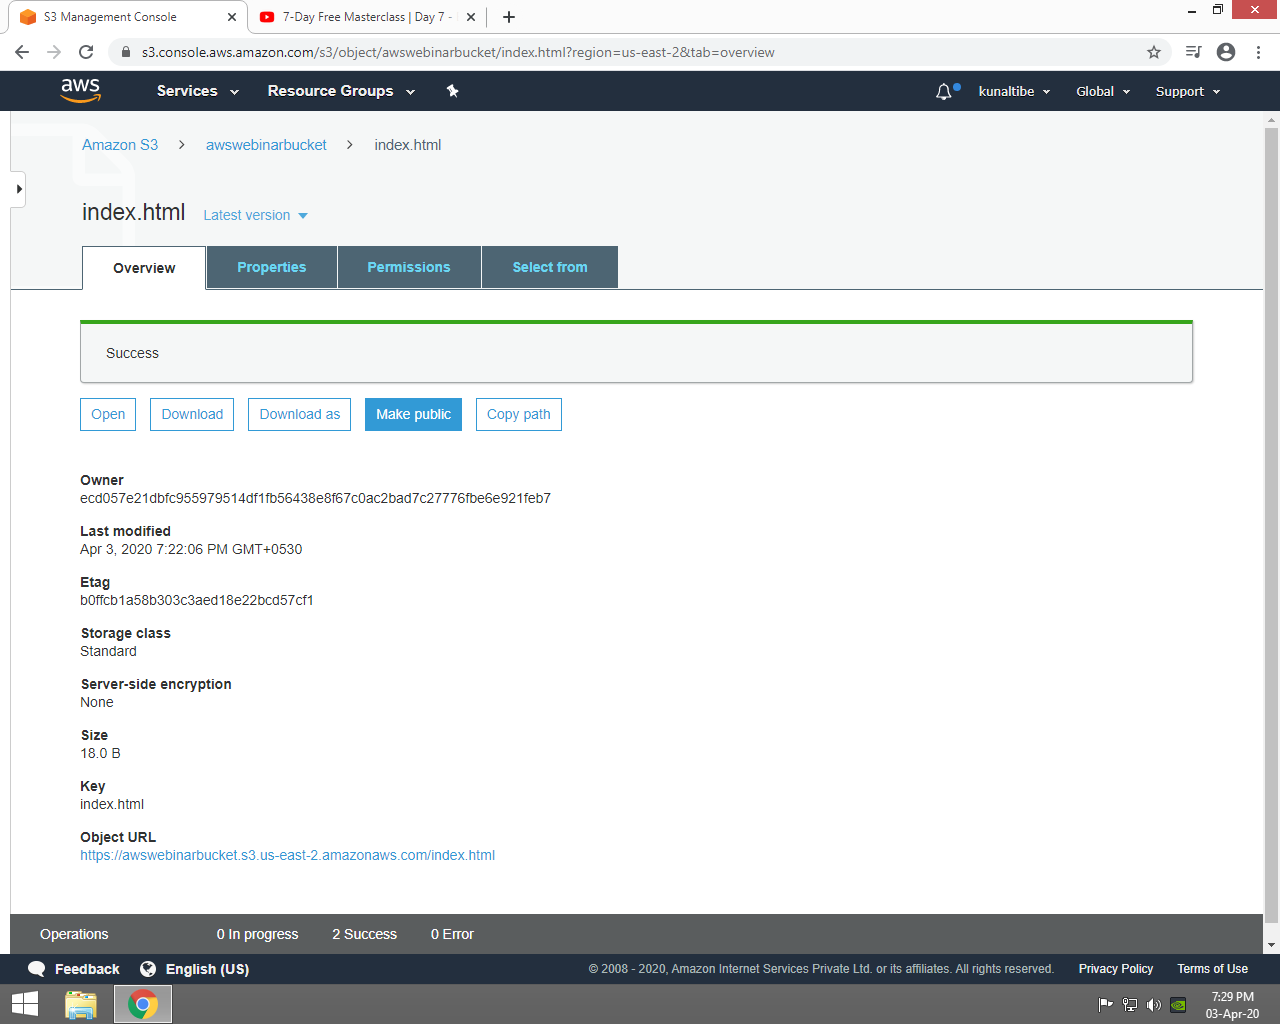 S3 Management Console
7-Day Free Masterclass | Day 7 -
s3.console.aws.amazon.com/s3/object/awswebinarbucket/index.html?region=us-east-2&tab=overview
aws
Services
Resource Groups
kunaltibe
Global
Support
Amazon S3
awswebinarbucket
index.html
index.html
Latest version
Overview
Properties
Permissions
Select from
Success
Open
Download
Download as
Make public
Copy path
Owner
ecd057e21dbfc955979514df1fb56438e8f67c0ac2bad7c27776fbe6e921feb7
Last modified
Apr 3, 2020 7:22:06 PM GMT+0530
Etag
b0ffcb1a58b303c3aed18e22bcd57cf1
Storage class
Standard
Server-side encryption
None
Size
18.0 B
Key
index.html
Object URL
https://awswebinarbucket.s3.us-east-2.amazonaws.com/index.html
Operations
0 In progress
2 Success
0 Error
Feedback
English (US)
© 2008 - 2020, Amazon Internet Services Private Ltd. or its affiliates. All rights reserved.
Privacy Policy
Terms of Use
7:29 PM
03-Apr-20